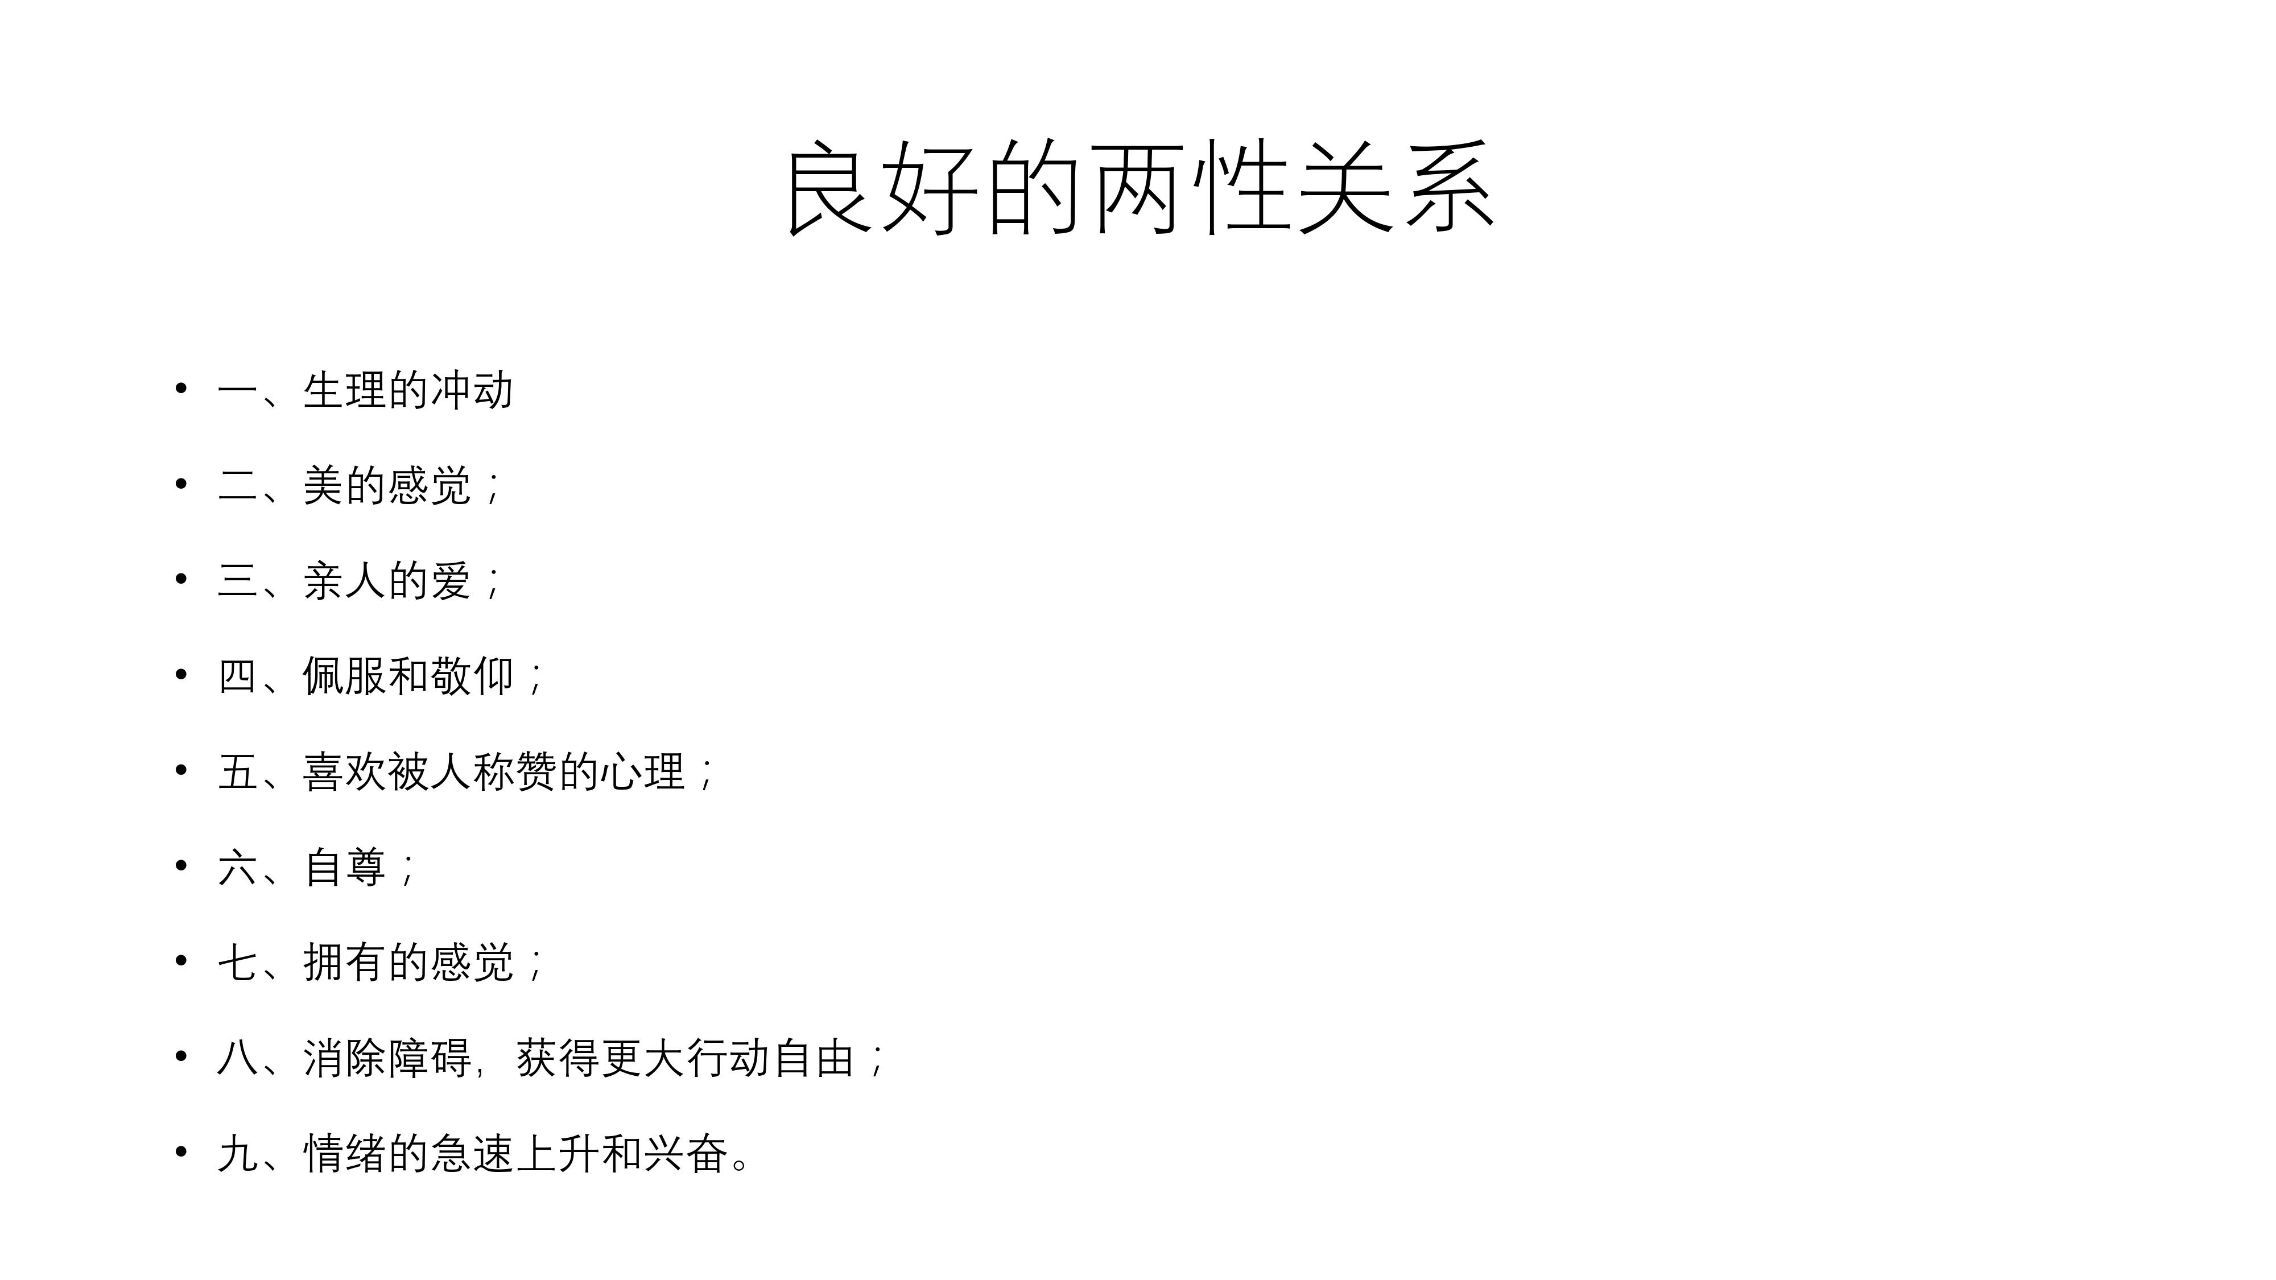 良好的两性关系
• 一、生理的冲动
• 二、美的感觉；
• 三、亲人的爱；
• 四、佩服和敬仰；
• 五、喜欢被人称赞的心理；
• 六、自尊；
• 七、拥有的感觉；
• 八、消除障碍，获得更大行动自由；
• 九、情绪的急速上升和兴奋。